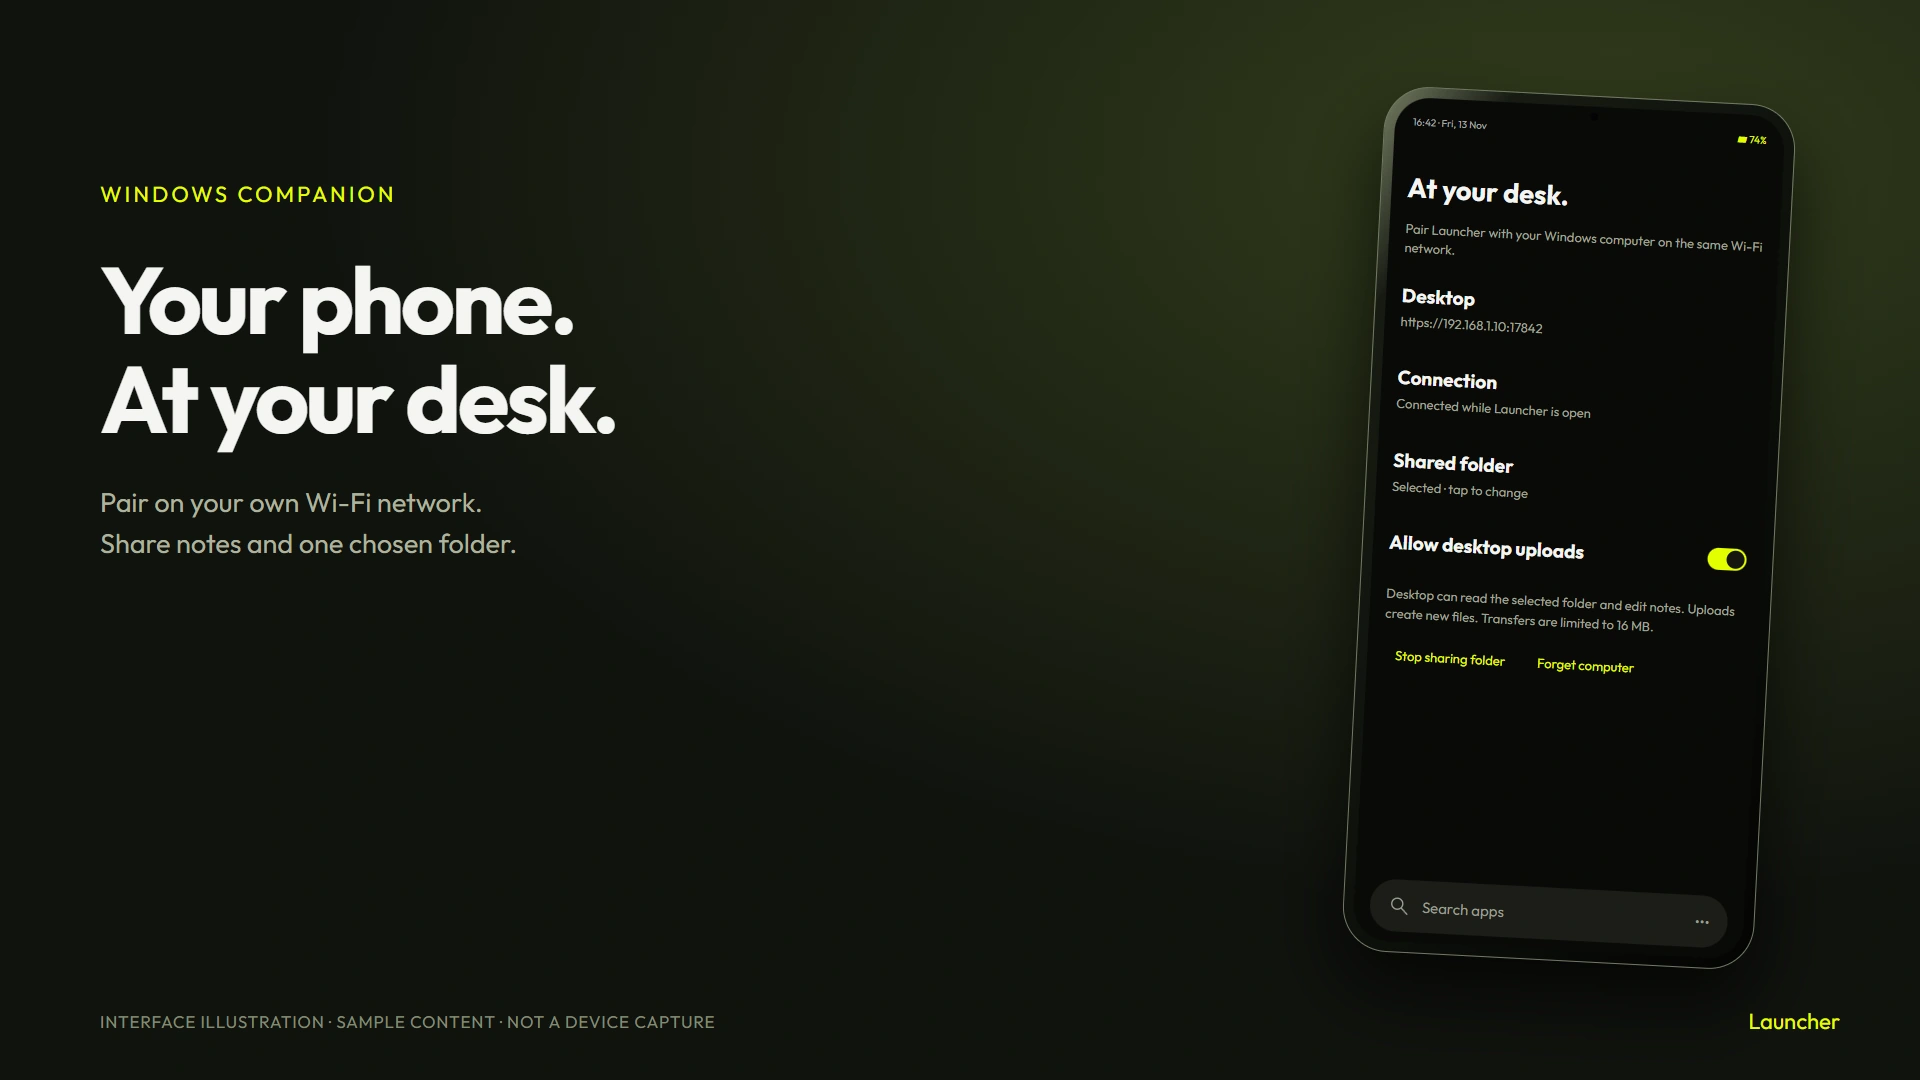 WINDOWS COMPANION
Your phone.
At your desk.
Pair on your own Wi-Fi network.
Share notes and one chosen folder.
16:42 · Fri, 13 Nov
74%
At your desk.
Pair Launcher with your Windows computer on the same Wi-Fi
network.
Desktop
https://192.168.1.10:17842
Connection
Connected while Launcher is open
Shared folder
Selected · tap to change
Allow desktop uploads
Desktop can read the selected folder and edit notes. Uploads
create new files. Transfers are limited to 16 MB.
Stop sharing folder Forget computer
Search apps
INTERFACE ILLUSTRATION · SAMPLE CONTENT · NOT A DEVICE CAPTURE
Launcher